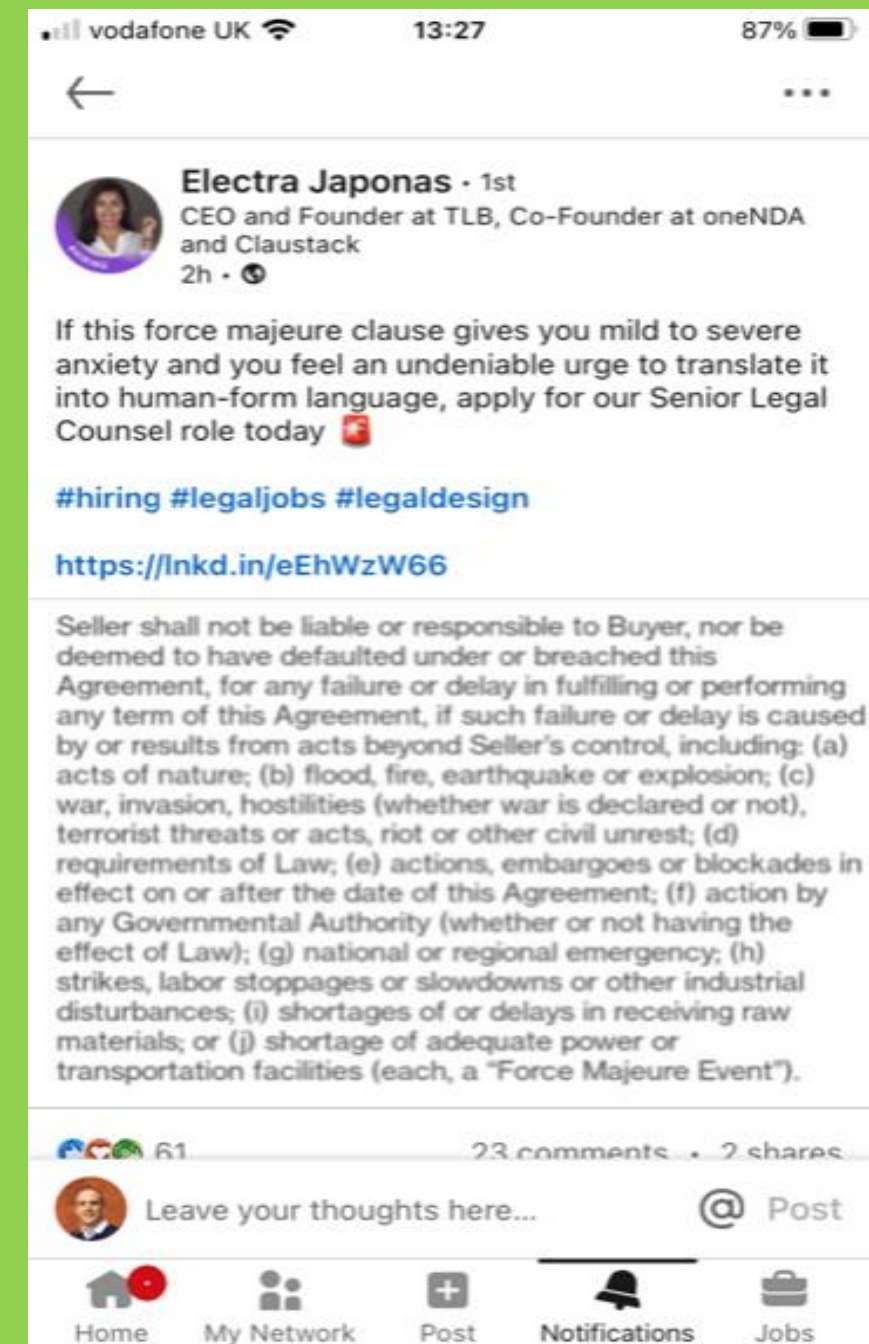 vodafone UK 13:27 87%
Electra Japonas • 1st
CEO and Founder at TLB, Co-Founder at oneNDA
and Claustack
2h •
If this force majeure clause gives you mild to severe
anxiety and you feel an undeniable urge to translate it
into human-form language, apply for our Senior Legal
Counsel role today
#hiring #legaljobs #legaldesign
https://lnkd.in/eEhWzW66
Seller shall not be liable or responsible to Buyer, nor be
deemed to have defaulted under or breached this
Agreement, for any failure or delay in fulfilling or performing
any term of this Agreement, if such failure or delay is caused
by or results from acts beyond Seller's control, including: (a)
acts of nature; (b) flood, fire, earthquake or explosion; (c)
war, invasion, hostilities (whether war is declared or not),
terrorist threats or acts, riot or other civil unrest; (d)
requirements of Law; (e) actions, embargoes or blockades in
effect on or after the date of this Agreement; (f) action by
any Governmental Authority (whether or not having the
effect of Law); (g) national or regional emergency; (h)
strikes, labor stoppages or slowdowns or other industrial
disturbances; (i) shortages of or delays in receiving raw
materials; or (j) shortage of adequate power or
transportation facilities (each, a "Force Majeure Event").
61 23 comments • 2 shares
Leave your thoughts here... @ Post
Home My Network Post Notifications Jobs